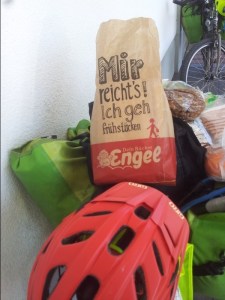 Mir
reicht's!
Ich geh
frühstücken
Engel